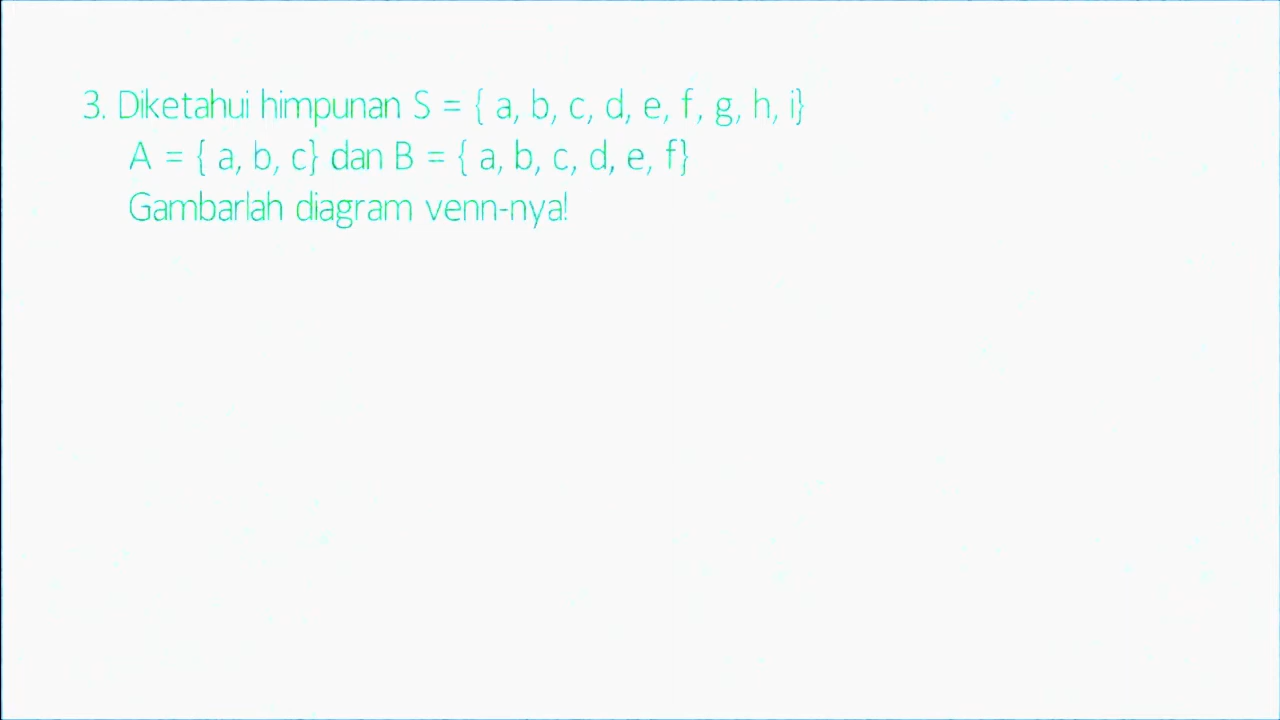 3. Diketahui himpunan S = { a, b, c, d, e, f, g, h, i}
A = { a, b, c} dan B = { a, b, c, d, e, f}
Gambarlah diagram venn-nya!